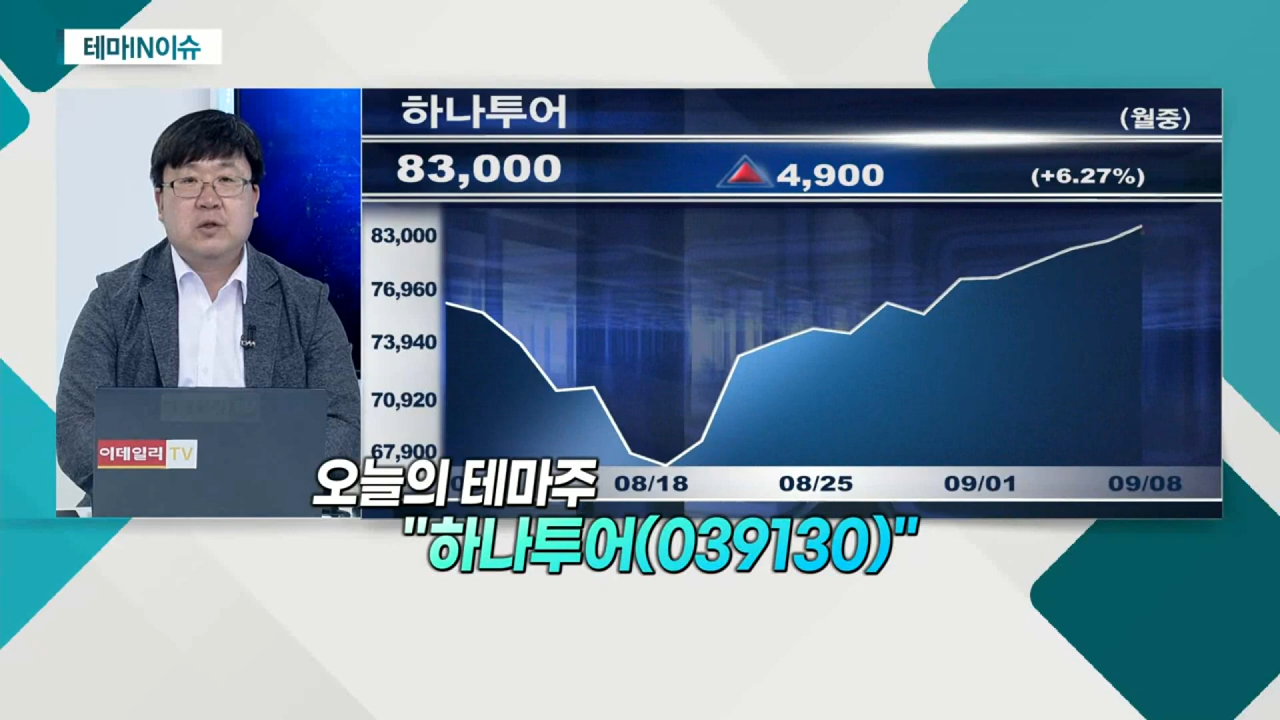 테마IN이슈
하나투어
(월중)
83,000
4,900
(+6.27%)
83,000
76,960
73,940
70,920
67,900
08/18
08/25
09/01
09/08
이데일리TV
오늘의 테마주
"하나투어(039130)"